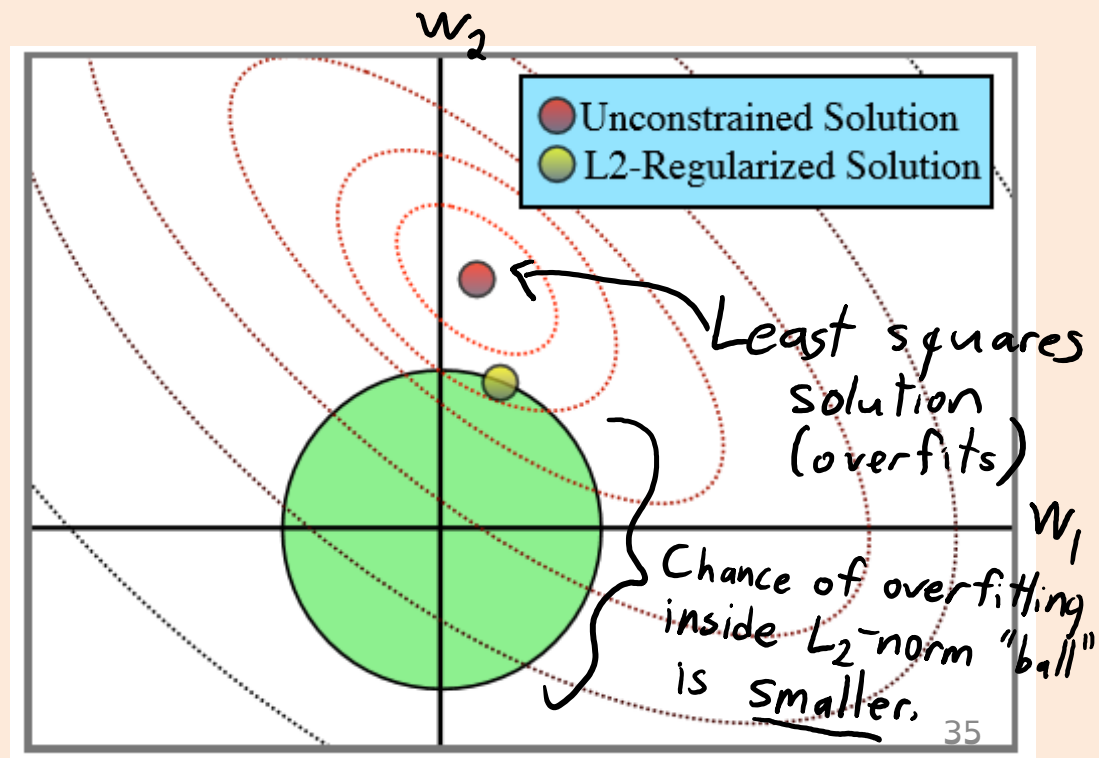 W2
Unconstrained Solution
L2-Regularized Solution
Least squares
solution
(overfits)
W1
Chance of overfitting
inside L2-norm "ball"
is smaller.
35